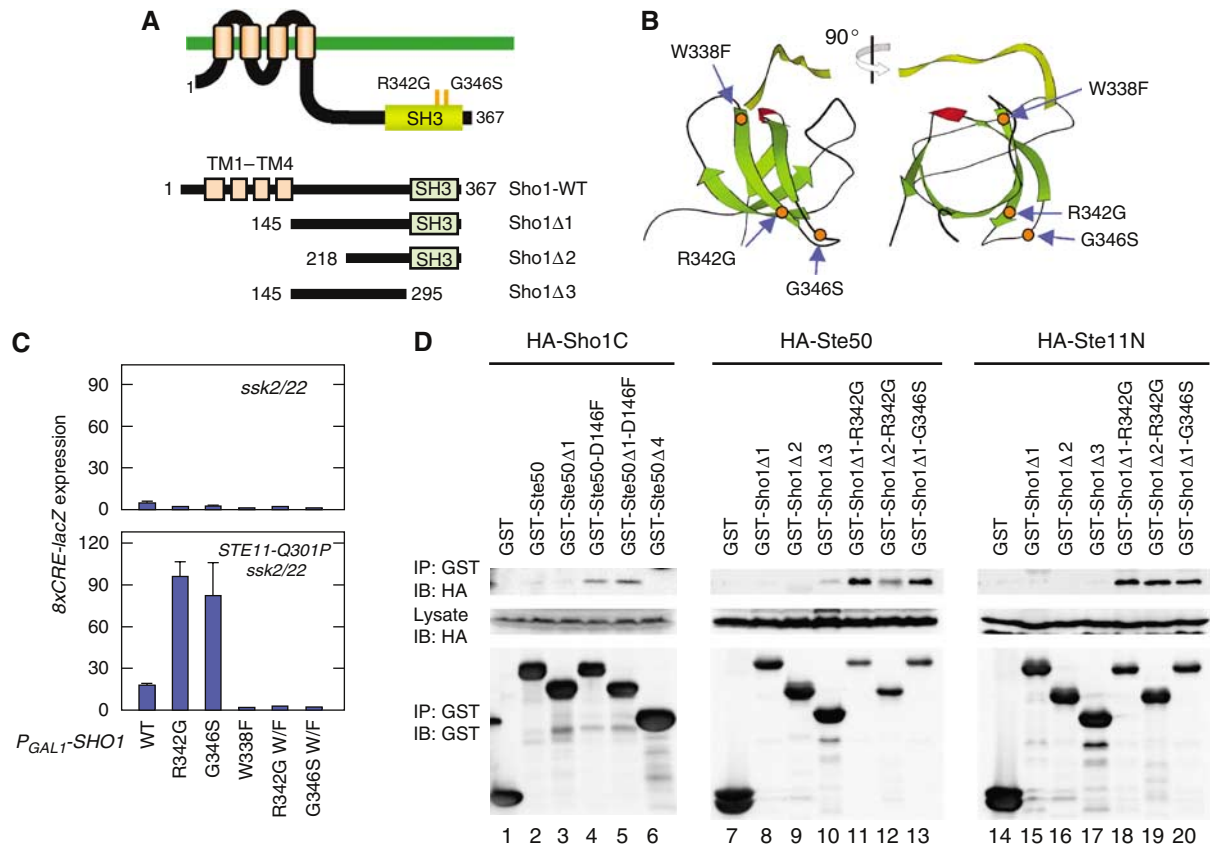 A
1
R342G
G346S
SH3
367
TM1–TM4
1
SH3
367
Sho1-WT
145
SH3
Sho1Δ1
218
SH3
Sho1Δ2
145
295
Sho1Δ3
B
90°
W338F
W338F
R342G
G346S
R342G
G346S
C
8xCRE-lacZ expression
90
60
30
0
ssk2/22
120
90
60
30
0
STE11-Q301P
ssk2/22
P_GAL1-SHO1
WT
R342G
G346S
W338F
R342G W/F
G346S W/F
D
HA-Sho1C
HA-Ste50
HA-Ste11N
GST
GST-Ste50
GST-Ste50Δ1
GST-Ste50-D146F
GST-Ste50Δ1-D146F
GST-Ste50Δ4
GST
GST-Sho1Δ1
GST-Sho1Δ2
GST-Sho1Δ3
GST-Sho1Δ1-R342G
GST-Sho1Δ2-R342G
GST-Sho1Δ1-G346S
GST
GST-Sho1Δ1
GST-Sho1Δ2
GST-Sho1Δ3
GST-Sho1Δ1-R342G
GST-Sho1Δ2-R342G
GST-Sho1Δ1-G346S
IP: GST
IB: HA
Lysate
IB: HA
IP: GST
IB: GST
1 2 3 4 5 6 7 8 9 10 11 12 13 14 15 16 17 18 19 20